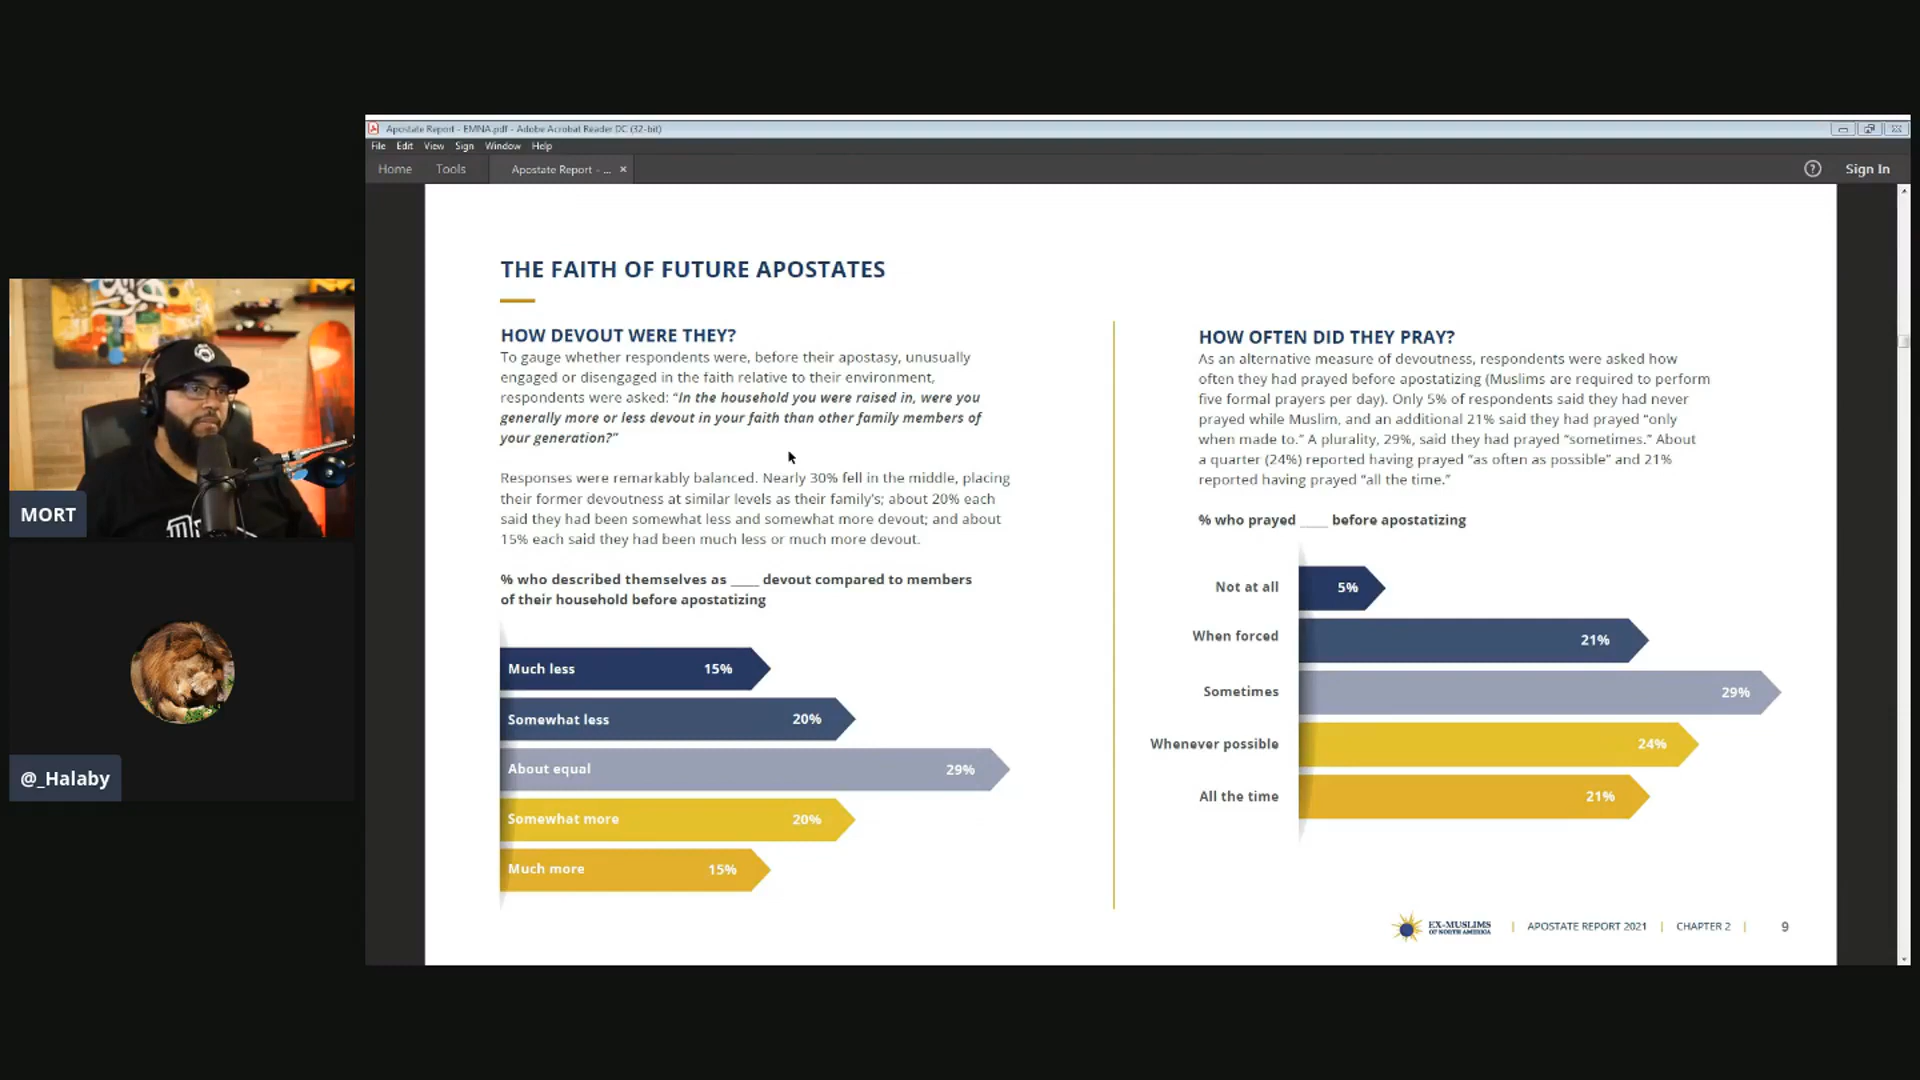 Apostate Report - EMNA.pdf - Adobe Acrobat Reader DC (32-bit)
File Edit View Sign Window Help
Home Tools Apostate Report - ... × ? Sign In
THE FAITH OF FUTURE APOSTATES
HOW DEVOUT WERE THEY?
To gauge whether respondents were, before their apostasy, unusually
engaged or disengaged in the faith relative to their environment,
respondents were asked: “In the household you were raised in, were you
generally more or less devout in your faith than other family members of
your generation?”
Responses were remarkably balanced. Nearly 30% fell in the middle, placing
their former devoutness at similar levels as their family’s; about 20% each
said they had been somewhat less and somewhat more devout; and about
15% each said they had been much less or much more devout.
% who described themselves as ____ devout compared to members
of their household before apostatizing
Much less 15%
Somewhat less 20%
About equal 29%
Somewhat more 20%
Much more 15%
HOW OFTEN DID THEY PRAY?
As an alternative measure of devoutness, respondents were asked how
often they had prayed before apostatizing (Muslims are required to perform
five formal prayers per day). Only 5% of respondents said they had never
prayed while Muslim, and an additional 21% said they had prayed “only
when made to.” A plurality, 29%, said they had prayed “sometimes.” About
a quarter (24%) reported having prayed “as often as possible” and 21%
reported having prayed “all the time.”
% who prayed ____ before apostatizing
Not at all 5%
When forced 21%
Sometimes 29%
Whenever possible 24%
All the time 21%
EX-MUSLIMS
OF NORTH AMERICA
| APOSTATE REPORT 2021 | CHAPTER 2 | 9
MORT
@_Halaby